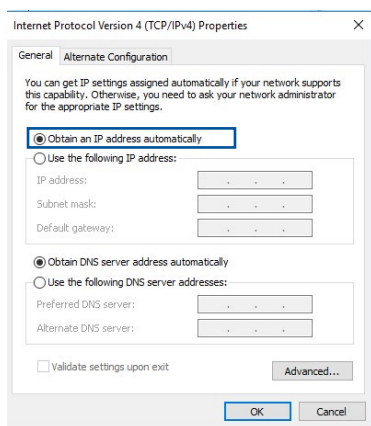 Internet Protocol Version 4 (TCP/IPv4) Properties
General
Alternate Configuration
You can get IP settings assigned automatically if your network supports
this capability. Otherwise, you need to ask your network administrator
for the appropriate IP settings.
Obtain an IP address automatically
Use the following IP address:
IP address:
Subnet mask:
Default gateway:
Obtain DNS server address automatically
Use the following DNS server addresses:
Preferred DNS server:
Alternate DNS server:
Validate settings upon exit
Advanced...
OK
Cancel